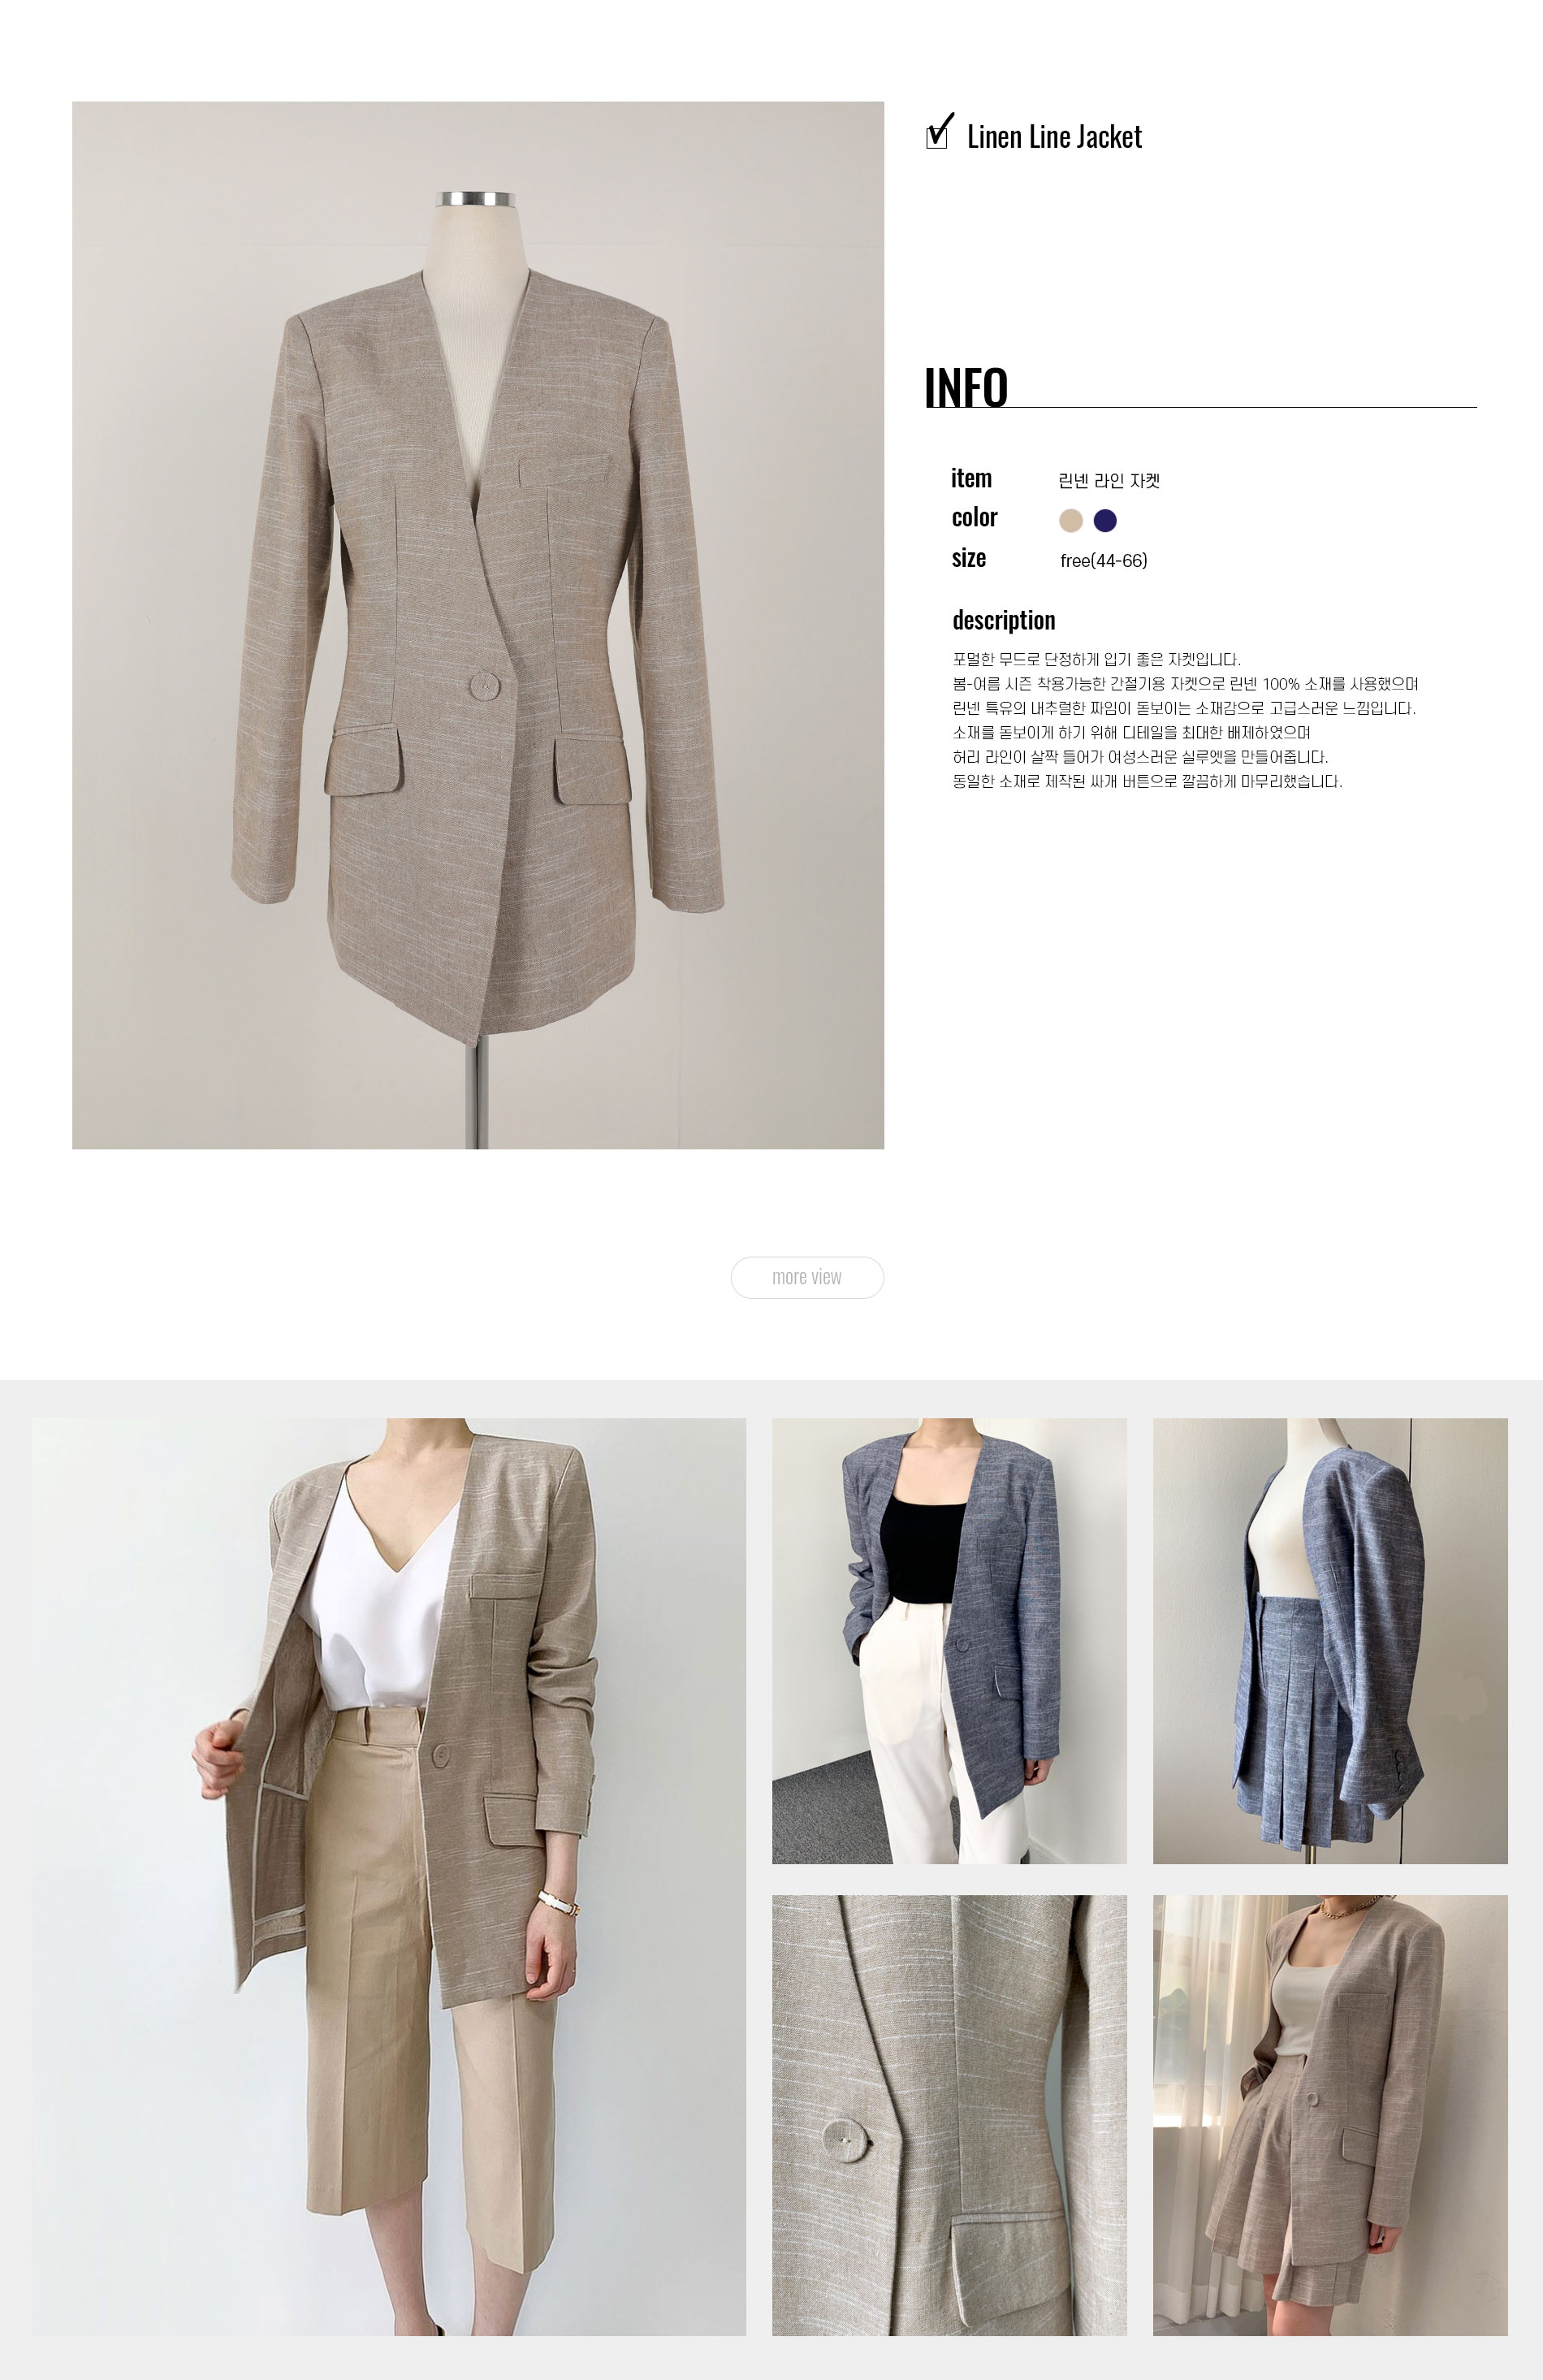 Linen Line Jacket
INFO
item 린넨 라인 자켓
color
size free(44-66)
description
포멀한 무드로 단정하게 입기 좋은 자켓입니다.
봄-여름 시즌 착용가능한 간절기용 자켓으로 린넨 100% 소재를 사용했으며
린넨 특유의 내추럴한 짜임이 돋보이는 소재감으로 고급스러운 느낌입니다.
소재를 돋보이게 하기 위해 디테일을 최대한 배제하였으며
허리 라인이 살짝 들어가 여성스러운 실루엣을 만들어줍니다.
동일한 소재로 제작된 싸개 버튼으로 깔끔하게 마무리했습니다.
more view